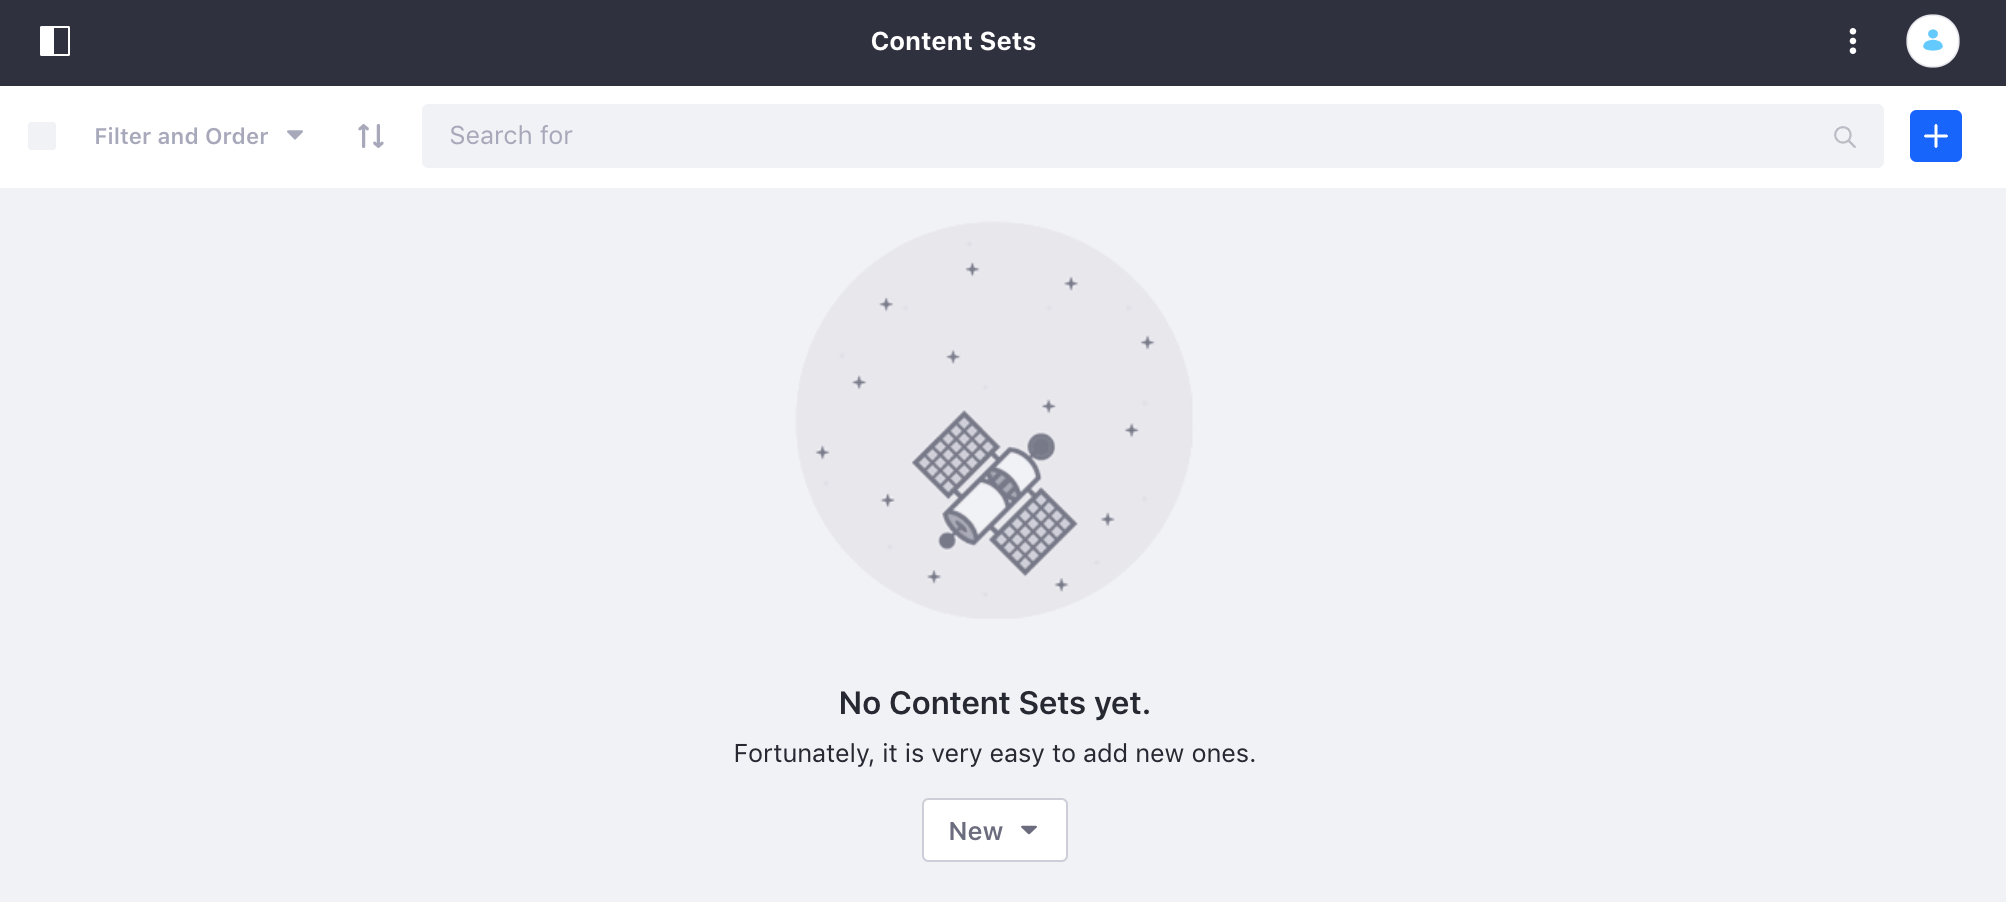 Content Sets
Filter and Order
Search for
No Content Sets yet.
Fortunately, it is very easy to add new ones.
New